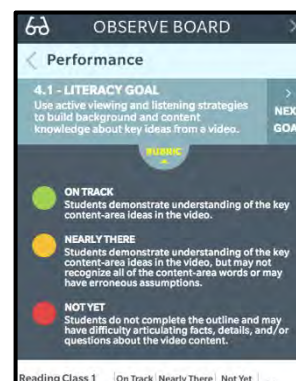 OBSERVE BOARD
Performance
4.1 - LITERACY GOAL
Use active viewing and listening strategies
to build background and content
knowledge about key ideas from a video.
NEXT
GOA
RUBRIC
ON TRACK
Students demonstrate understanding of the key
content-area ideas in the video.
NEARLY THERE
Students demonstrate understanding of the key
content-area ideas in the video, but may not
recognize all of the content-area words or may
have erroneous assumptions.
NOT YET
Students do not complete the outline and may
have difficulty articulating facts, details, and/or
questions about the video content.
Reading Class 1 On Track Nearly There Not Yet